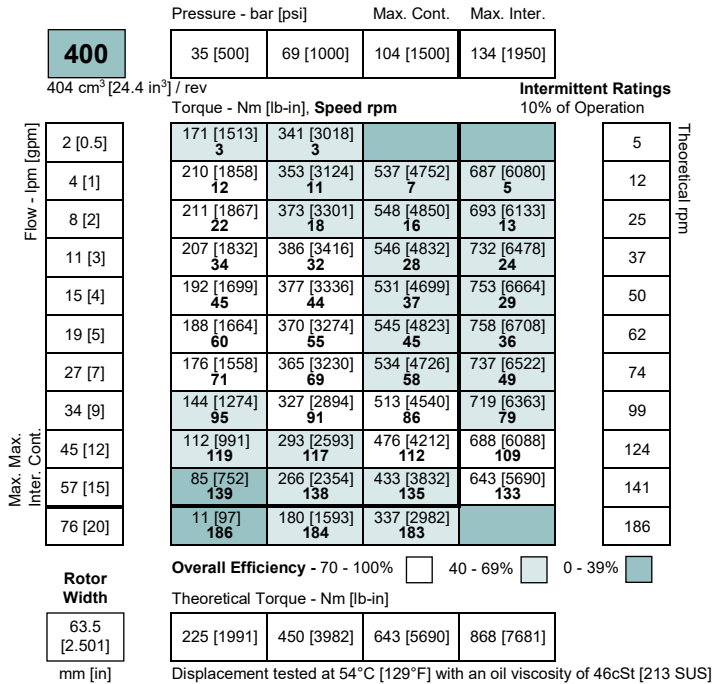 Pressure - bar [psi] Max. Cont. Max. Inter.
400 35 [500] 69 [1000] 104 [1500] 134 [1950]
404 cm³ [24.4 in³] / rev
Intermittent Ratings
Torque - Nm [lb-in], Speed rpm 10% of Operation
Flow - lpm [gpm]
Theoretical rpm
2 [0.5] 171 [1513] 341 [3018] 5
3 3
4 [1] 210 [1858] 353 [3124] 537 [4752] 687 [6080] 12
12 11 7 5
8 [2] 211 [1867] 373 [3301] 548 [4850] 693 [6133] 25
22 18 16 13
11 [3] 207 [1832] 386 [3416] 546 [4832] 732 [6478] 37
34 32 28 24
15 [4] 192 [1699] 377 [3336] 531 [4699] 753 [6664] 50
45 44 37 29
19 [5] 188 [1664] 370 [3274] 545 [4823] 758 [6708] 62
60 55 45 36
27 [7] 176 [1558] 365 [3230] 534 [4726] 737 [6522] 74
71 69 58 49
34 [9] 144 [1274] 327 [2894] 513 [4540] 719 [6363] 99
95 91 86 79
45 [12] 112 [991] 293 [2593] 476 [4212] 688 [6088] 124
119 117 112 109
Max. Max.
Inter. Cont.
57 [15] 85 [752] 266 [2354] 433 [3832] 643 [5690] 141
139 138 135 133
76 [20] 11 [97] 180 [1593] 337 [2982] 186
186 184 183
Overall Efficiency - 70 - 100% 40 - 69% 0 - 39%
Rotor
Width
Theoretical Torque - Nm [lb-in]
63.5
[2.501]
225 [1991] 450 [3982] 643 [5690] 868 [7681]
mm [in] Displacement tested at 54°C [129°F] with an oil viscosity of 46cSt [213 SUS]